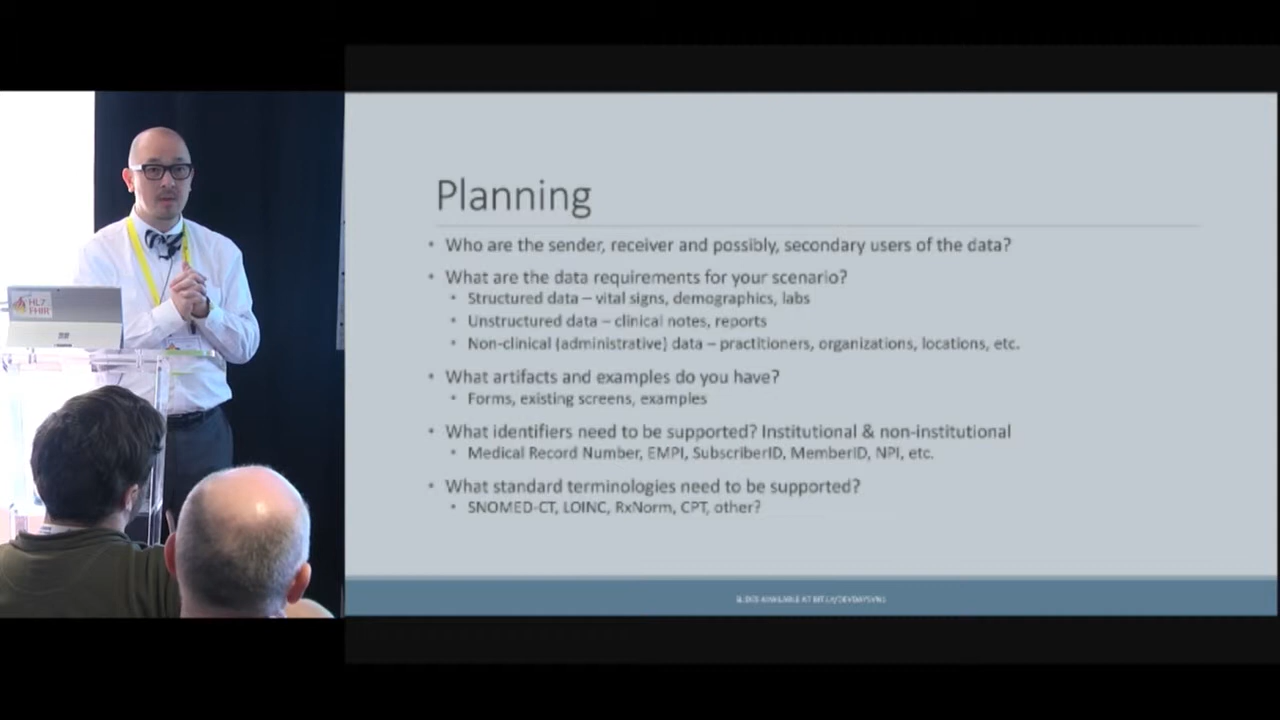 HL7
FHIR
Planning
• Who are the sender, receiver and possibly, secondary users of the data?
• What are the data requirements for your scenario?
• Structured data – vital signs, demographics, labs
• Unstructured data – clinical notes, reports
• Non-clinical (administrative) data – practitioners, organizations, locations, etc.
• What artifacts and examples do you have?
• Forms, existing screens, examples
• What identifiers need to be supported? Institutional & non-institutional
• Medical Record Number, EMPI, SubscriberID, MemberID, NPI, etc.
• What standard terminologies need to be supported?
• SNOMED-CT, LOINC, RxNorm, CPT, other?
SLIDES AVAILABLE AT